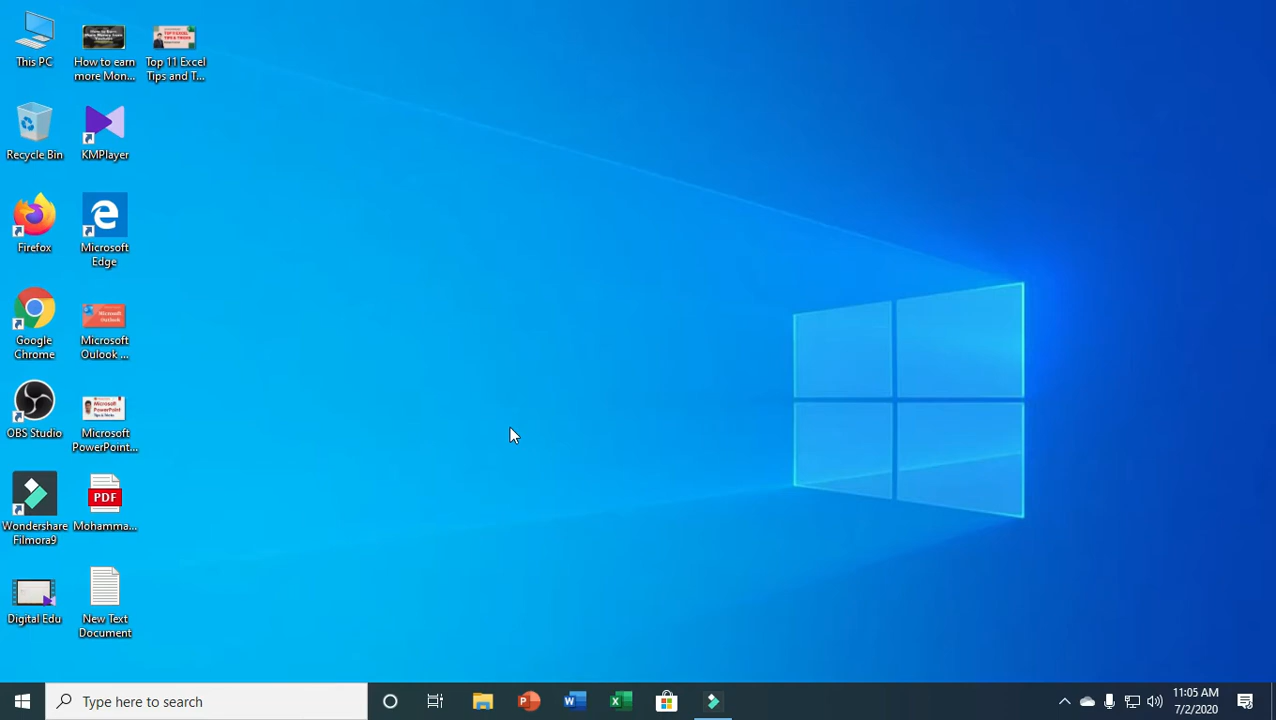 This PC
How to earn
more Mon...
Top 11 Excel
Tips and T...
Recycle Bin
KMPlayer
Firefox
Microsoft
Edge
Google
Chrome
Microsoft
Oulook ...
OBS Studio
Microsoft
PowerPoint...
Wondershare
Filmora9
PDF
Mohamma...
Digital Edu
New Text
Document
Type here to search
11:05 AM
7/2/2020